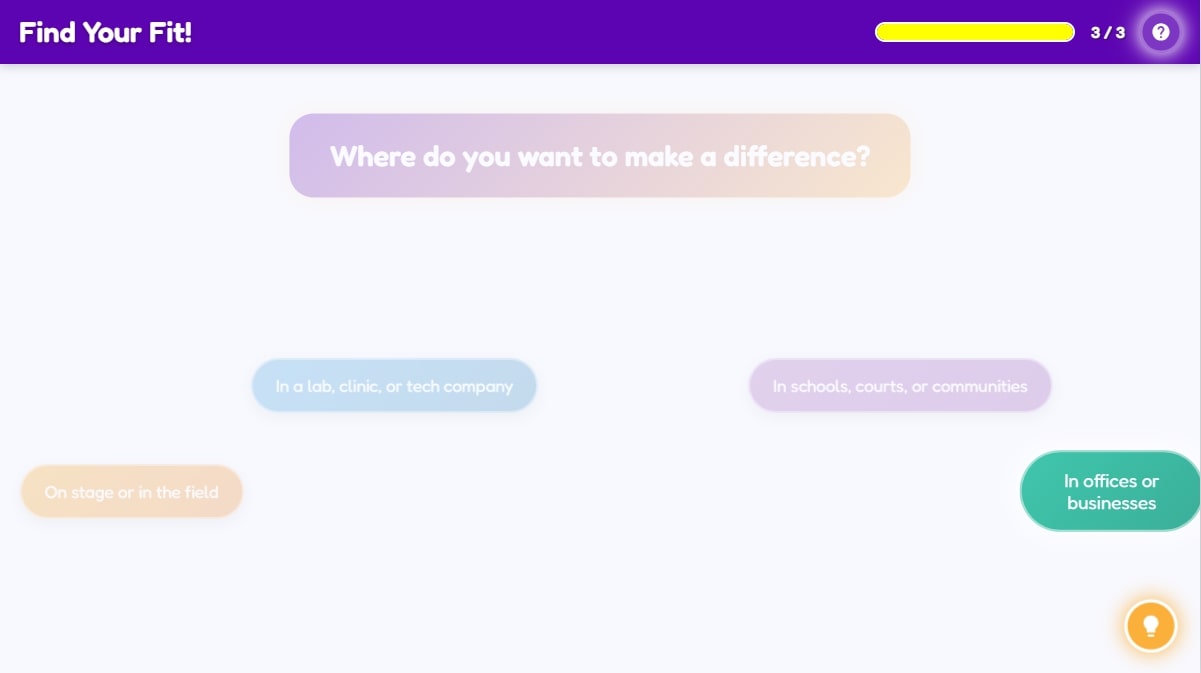 Find Your Fit!
3 / 3
?
Where do you want to make a difference?
In a lab, clinic, or tech company
In schools, courts, or communities
On stage or in the field
In offices or
businesses